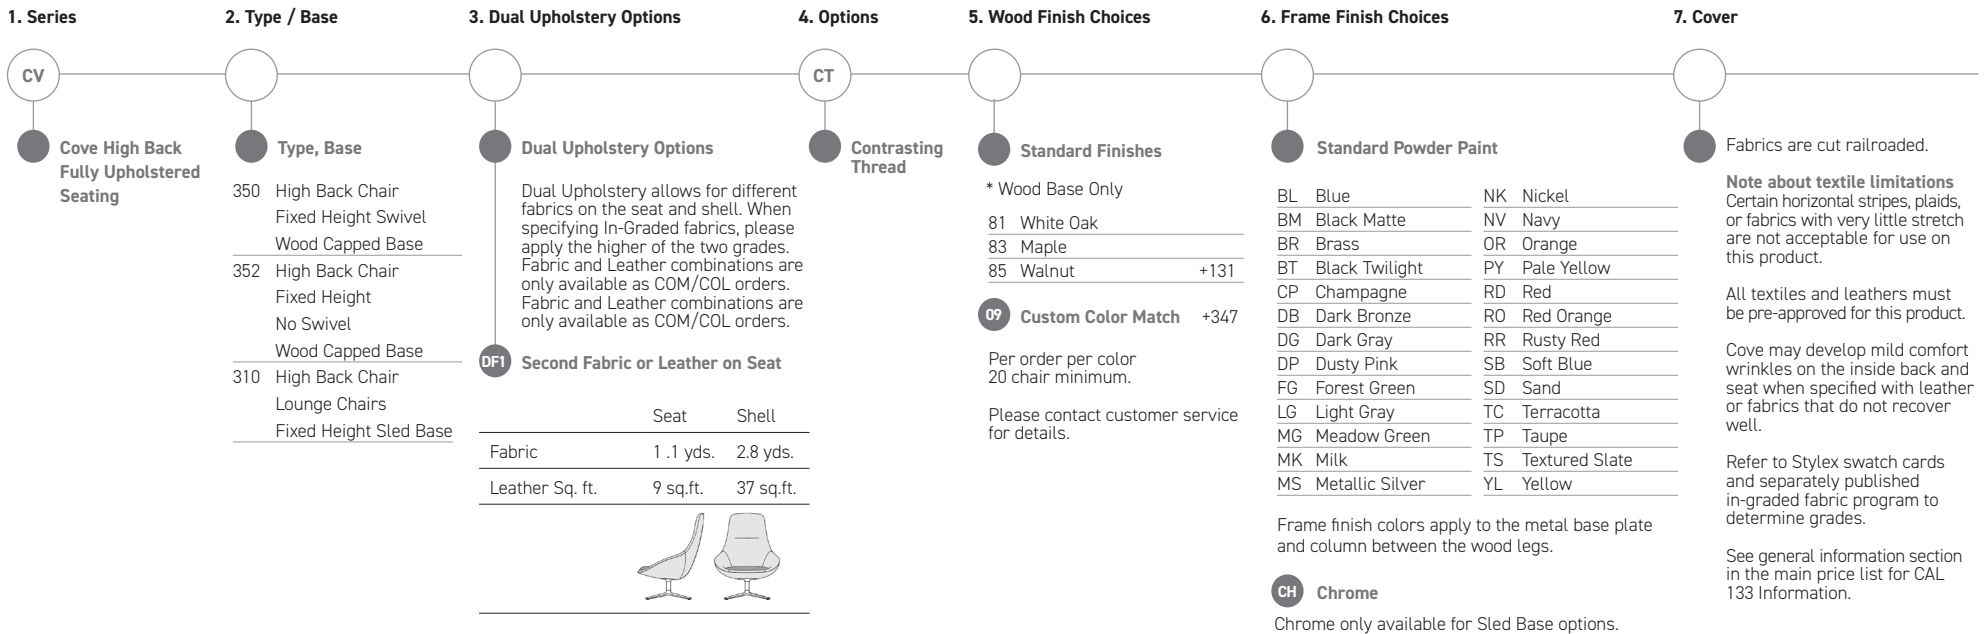 1. Series
CV
Cove High Back
Fully Upholstered
Seating
2. Type / Base
Type, Base
350 High Back Chair
Fixed Height Swivel
Wood Capped Base
352 High Back Chair
Fixed Height
No Swivel
Wood Capped Base
310 High Back Chair
Lounge Chairs
Fixed Height Sled Base
3. Dual Upholstery Options
Dual Upholstery Options
Dual Upholstery allows for different
fabrics on the seat and shell. When
specifying In-Graded fabrics, please
apply the higher of the two grades.
Fabric and Leather combinations are
only available as COM/COL orders.
Fabric and Leather combinations are
only available as COM/COL orders.
DF1 Second Fabric or Leather on Seat
Seat Shell
Fabric 1 .1 yds. 2.8 yds.
Leather Sq. ft. 9 sq.ft. 37 sq.ft.
4. Options
CT
Contrasting
Thread
5. Wood Finish Choices
Standard Finishes
* Wood Base Only
81 White Oak
83 Maple
85 Walnut +131
09 Custom Color Match +347
Per order per color
20 chair minimum.
Please contact customer service
for details.
6. Frame Finish Choices
Standard Powder Paint
BL Blue
BM Black Matte
BR Brass
BT Black Twilight
CP Champagne
DB Dark Bronze
DG Dark Gray
DP Dusty Pink
FG Forest Green
LG Light Gray
MG Meadow Green
MK Milk
MS Metallic Silver
NK Nickel
NV Navy
OR Orange
PY Pale Yellow
RD Red
RO Red Orange
RR Rusty Red
SB Soft Blue
SD Sand
TC Terracotta
TP Taupe
TS Textured Slate
YL Yellow
Frame finish colors apply to the metal base plate
and column between the wood legs.
CH Chrome
Chrome only available for Sled Base options.
7. Cover
Fabrics are cut railroaded.
Note about textile limitations
Certain horizontal stripes, plaids,
or fabrics with very little stretch
are not acceptable for use on
this product.
All textiles and leathers must
be pre-approved for this product.
Cove may develop mild comfort
wrinkles on the inside back and
seat when specified with leather
or fabrics that do not recover
well.
Refer to Stylex swatch cards
and separately published
in-graded fabric program to
determine grades.
See general information section
in the main price list for CAL
133 Information.